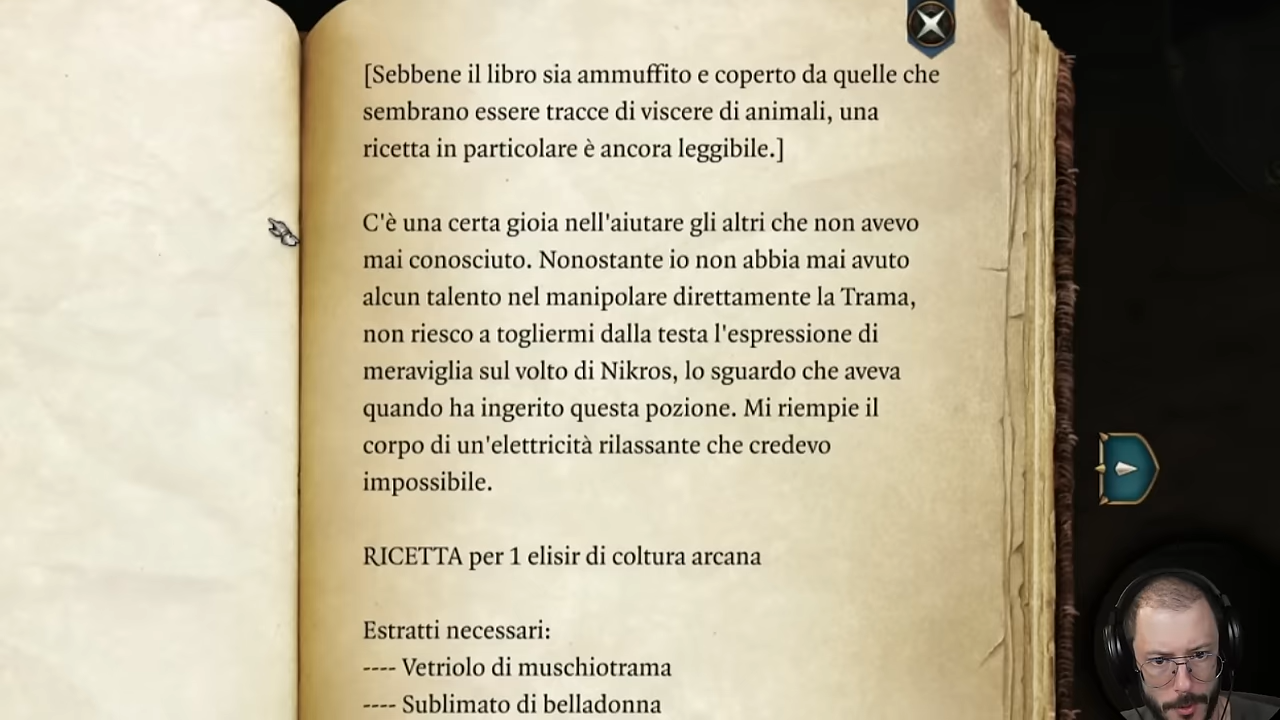 [Sebbene il libro sia ammuffito e coperto da quelle che
sembrano essere tracce di viscere di animali, una
ricetta in particolare è ancora leggibile.]
C'è una certa gioia nell'aiutare gli altri che non avevo
mai conosciuto. Nonostante io non abbia mai avuto
alcun talento nel manipolare direttamente la Trama,
non riesco a togliermi dalla testa l'espressione di
meraviglia sul volto di Nikros, lo sguardo che aveva
quando ha ingerito questa pozione. Mi riempie il
corpo di un'elettricità rilassante che credevo
impossibile.
RICETTA per 1 elisir di coltura arcana
Estratti necessari:
---- Vetriolo di muschiotrama
---- Sublimato di belladonna